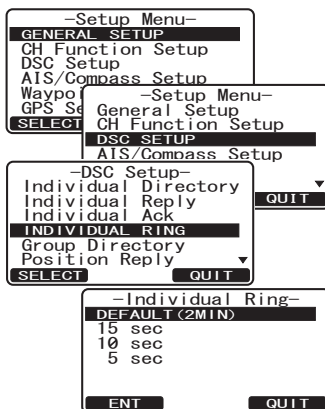 –Setup Menu–
GENERAL SETUP
CH Function Setup
DSC Setup
AIS/Compass Setup
SELECT
–Setup Menu–
General Setup
CH Function Setup
DSC SETUP
AIS/Compass Setup
QUIT
–DSC Setup–
Individual Directory
Individual Reply
Individual Ack
INDIVIDUAL RING
Group Directory
Position Reply
SELECT QUIT
–Individual Ring–
DEFAULT(2MIN)
15 sec
10 sec
5 sec
ENT QUIT